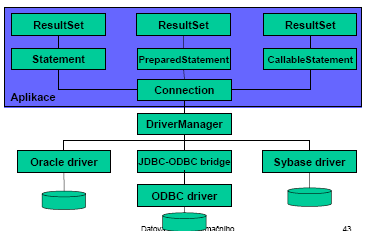 ResultSet ResultSet ResultSet
Statement PreparedStatement CallableStatement
Connection
Aplikace
DriverManager
Oracle driver JDBC-ODBC bridge Sybase driver
ODBC driver
43